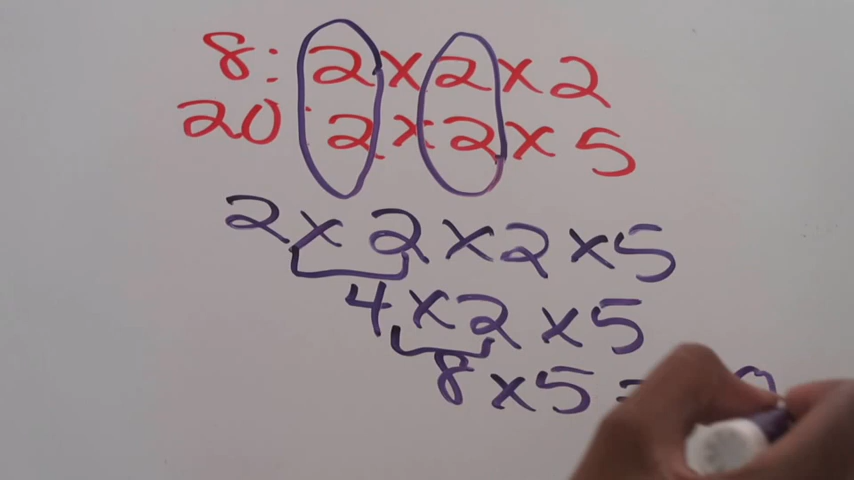 8: 2 x 2 x 2
20 2 x 2 x 5
2 x 2 x 2 x 5
4 x 2 x 5
8 x 5 =